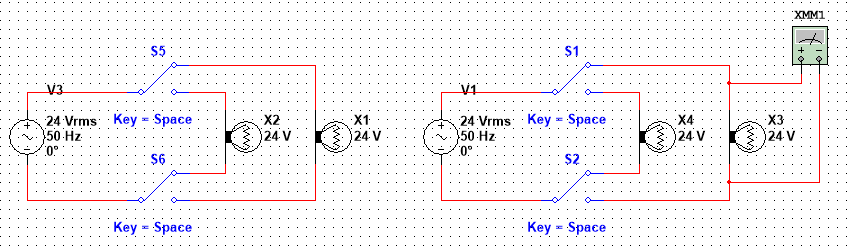 XMM1
S5
S1
V3
V1
24 Vrms
50 Hz
0°
Key = Space
X2
24 V
X1
24 V
24 Vrms
50 Hz
0°
Key = Space
X4
24 V
X3
24 V
S6
S2
Key = Space
Key = Space